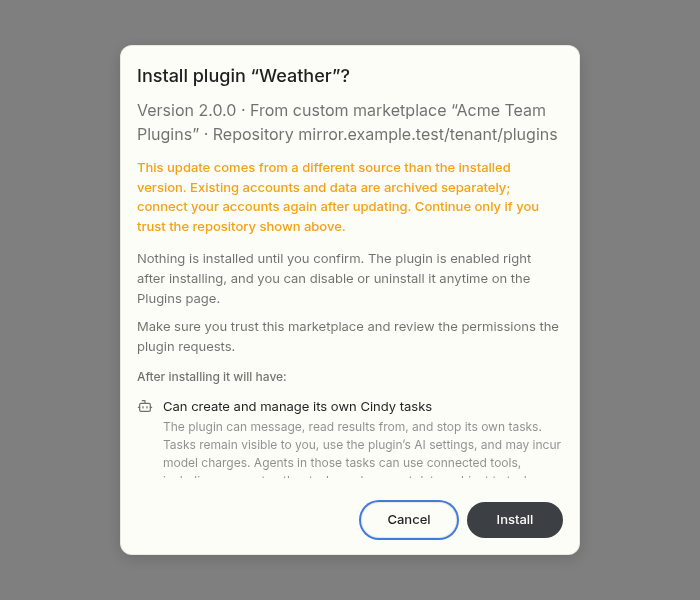 Install plugin “Weather”?
Version 2.0.0 · From custom marketplace “Acme Team
Plugins” · Repository mirror.example.test/tenant/plugins
This update comes from a different source than the installed
version. Existing accounts and data are archived separately;
connect your accounts again after updating. Continue only if you
trust the repository shown above.
Nothing is installed until you confirm. The plugin is enabled right
after installing, and you can disable or uninstall it anytime on the
Plugins page.
Make sure you trust this marketplace and review the permissions the
plugin requests.
After installing it will have:
Can create and manage its own Cindy tasks
The plugin can message, read results from, and stop its own tasks.
Tasks remain visible to you, use the plugin’s AI settings, and may incur
model charges. Agents in those tasks can use connected tools,
Cancel
Install